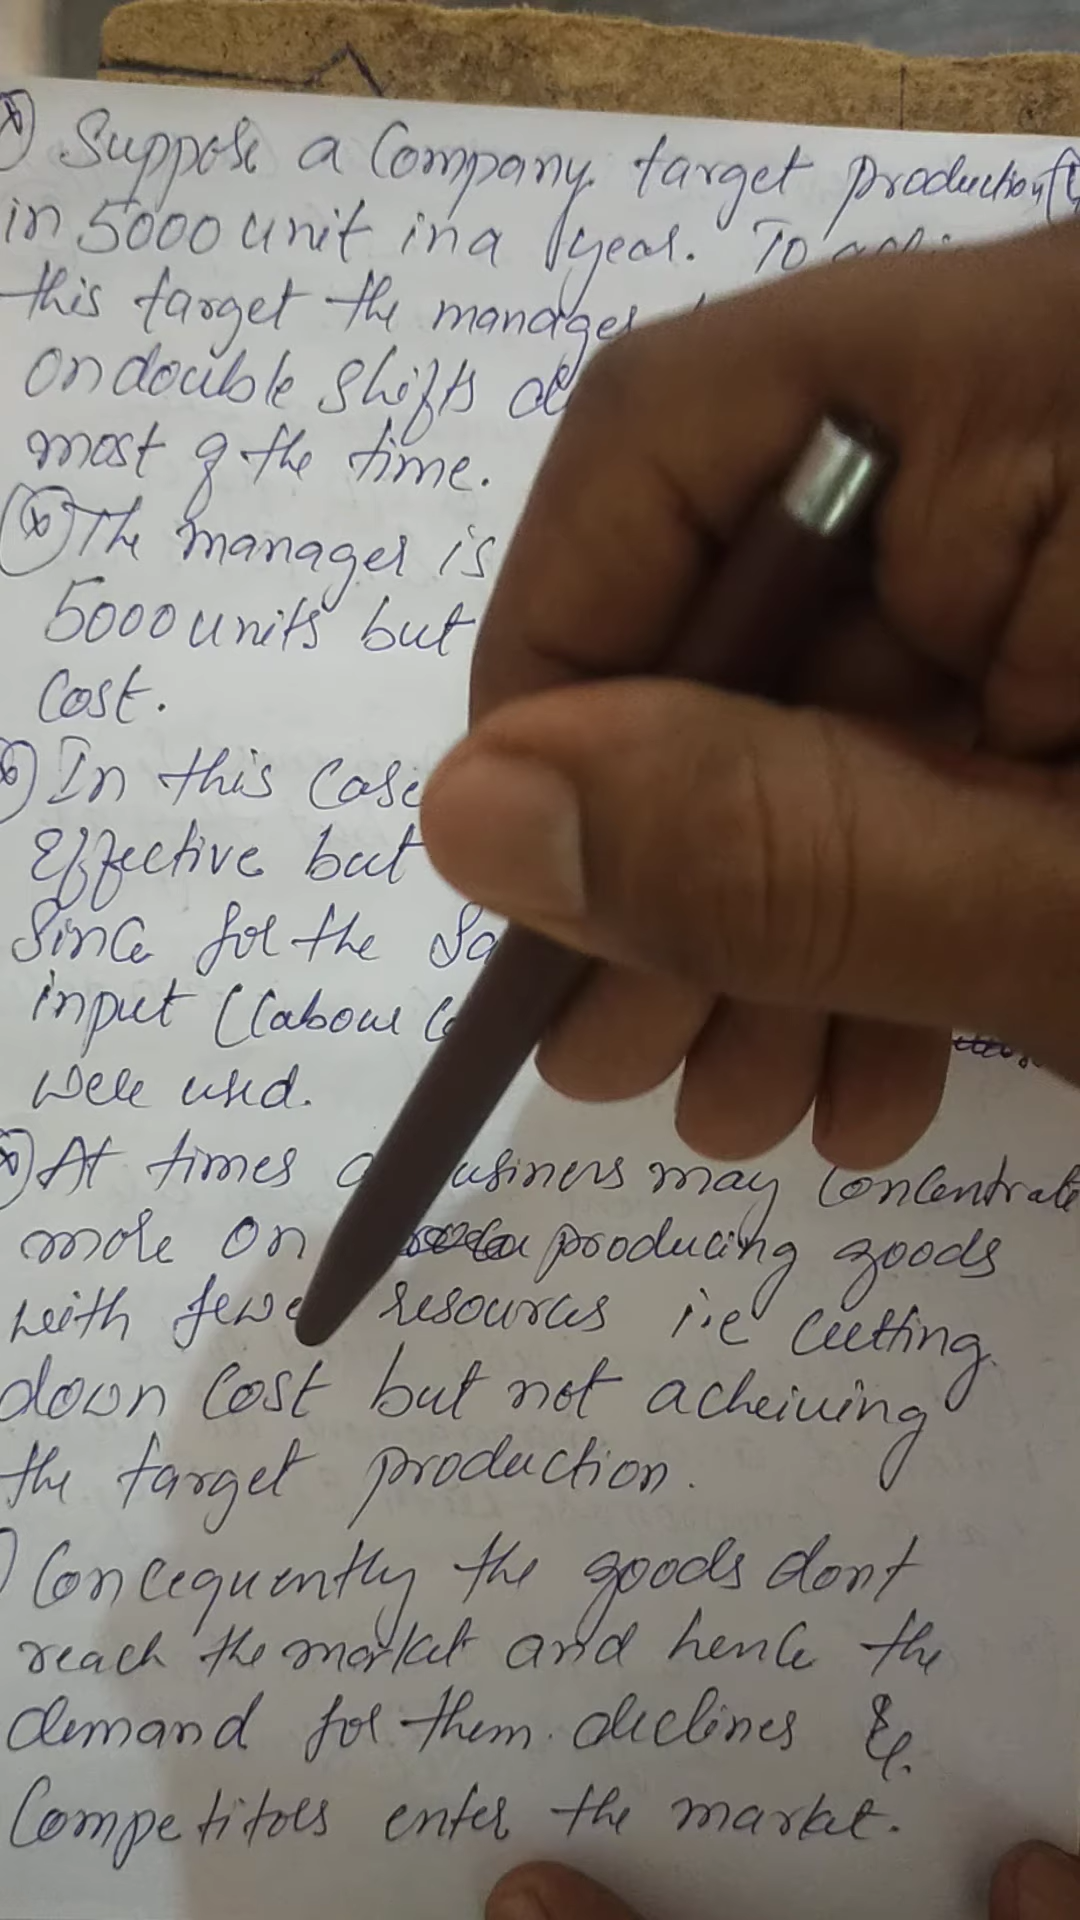 Suppose a Company target production
in 5000 unit in a year. To
this target the manager
on double shifts
most of the time.
The manager is
5000 units but
Cost.
In this Case
Effective but
Since for the
input (labour
were used.
At times a business may Concentrate
more on producing goods
with fewer resources i.e Cutting
down Cost but not acheiving
the target production.
Concequently the goods dont
reach the market and hence the
demand for them declines &
Competitors enter the market.